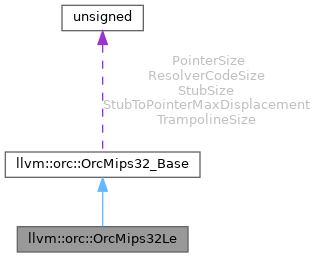 unsigned
PointerSize
ResolverCodeSize
StubSize
StubToPointerMaxDisplacement
TrampolineSize
llvm::orc::OrcMips32_Base
llvm::orc::OrcMips32Le